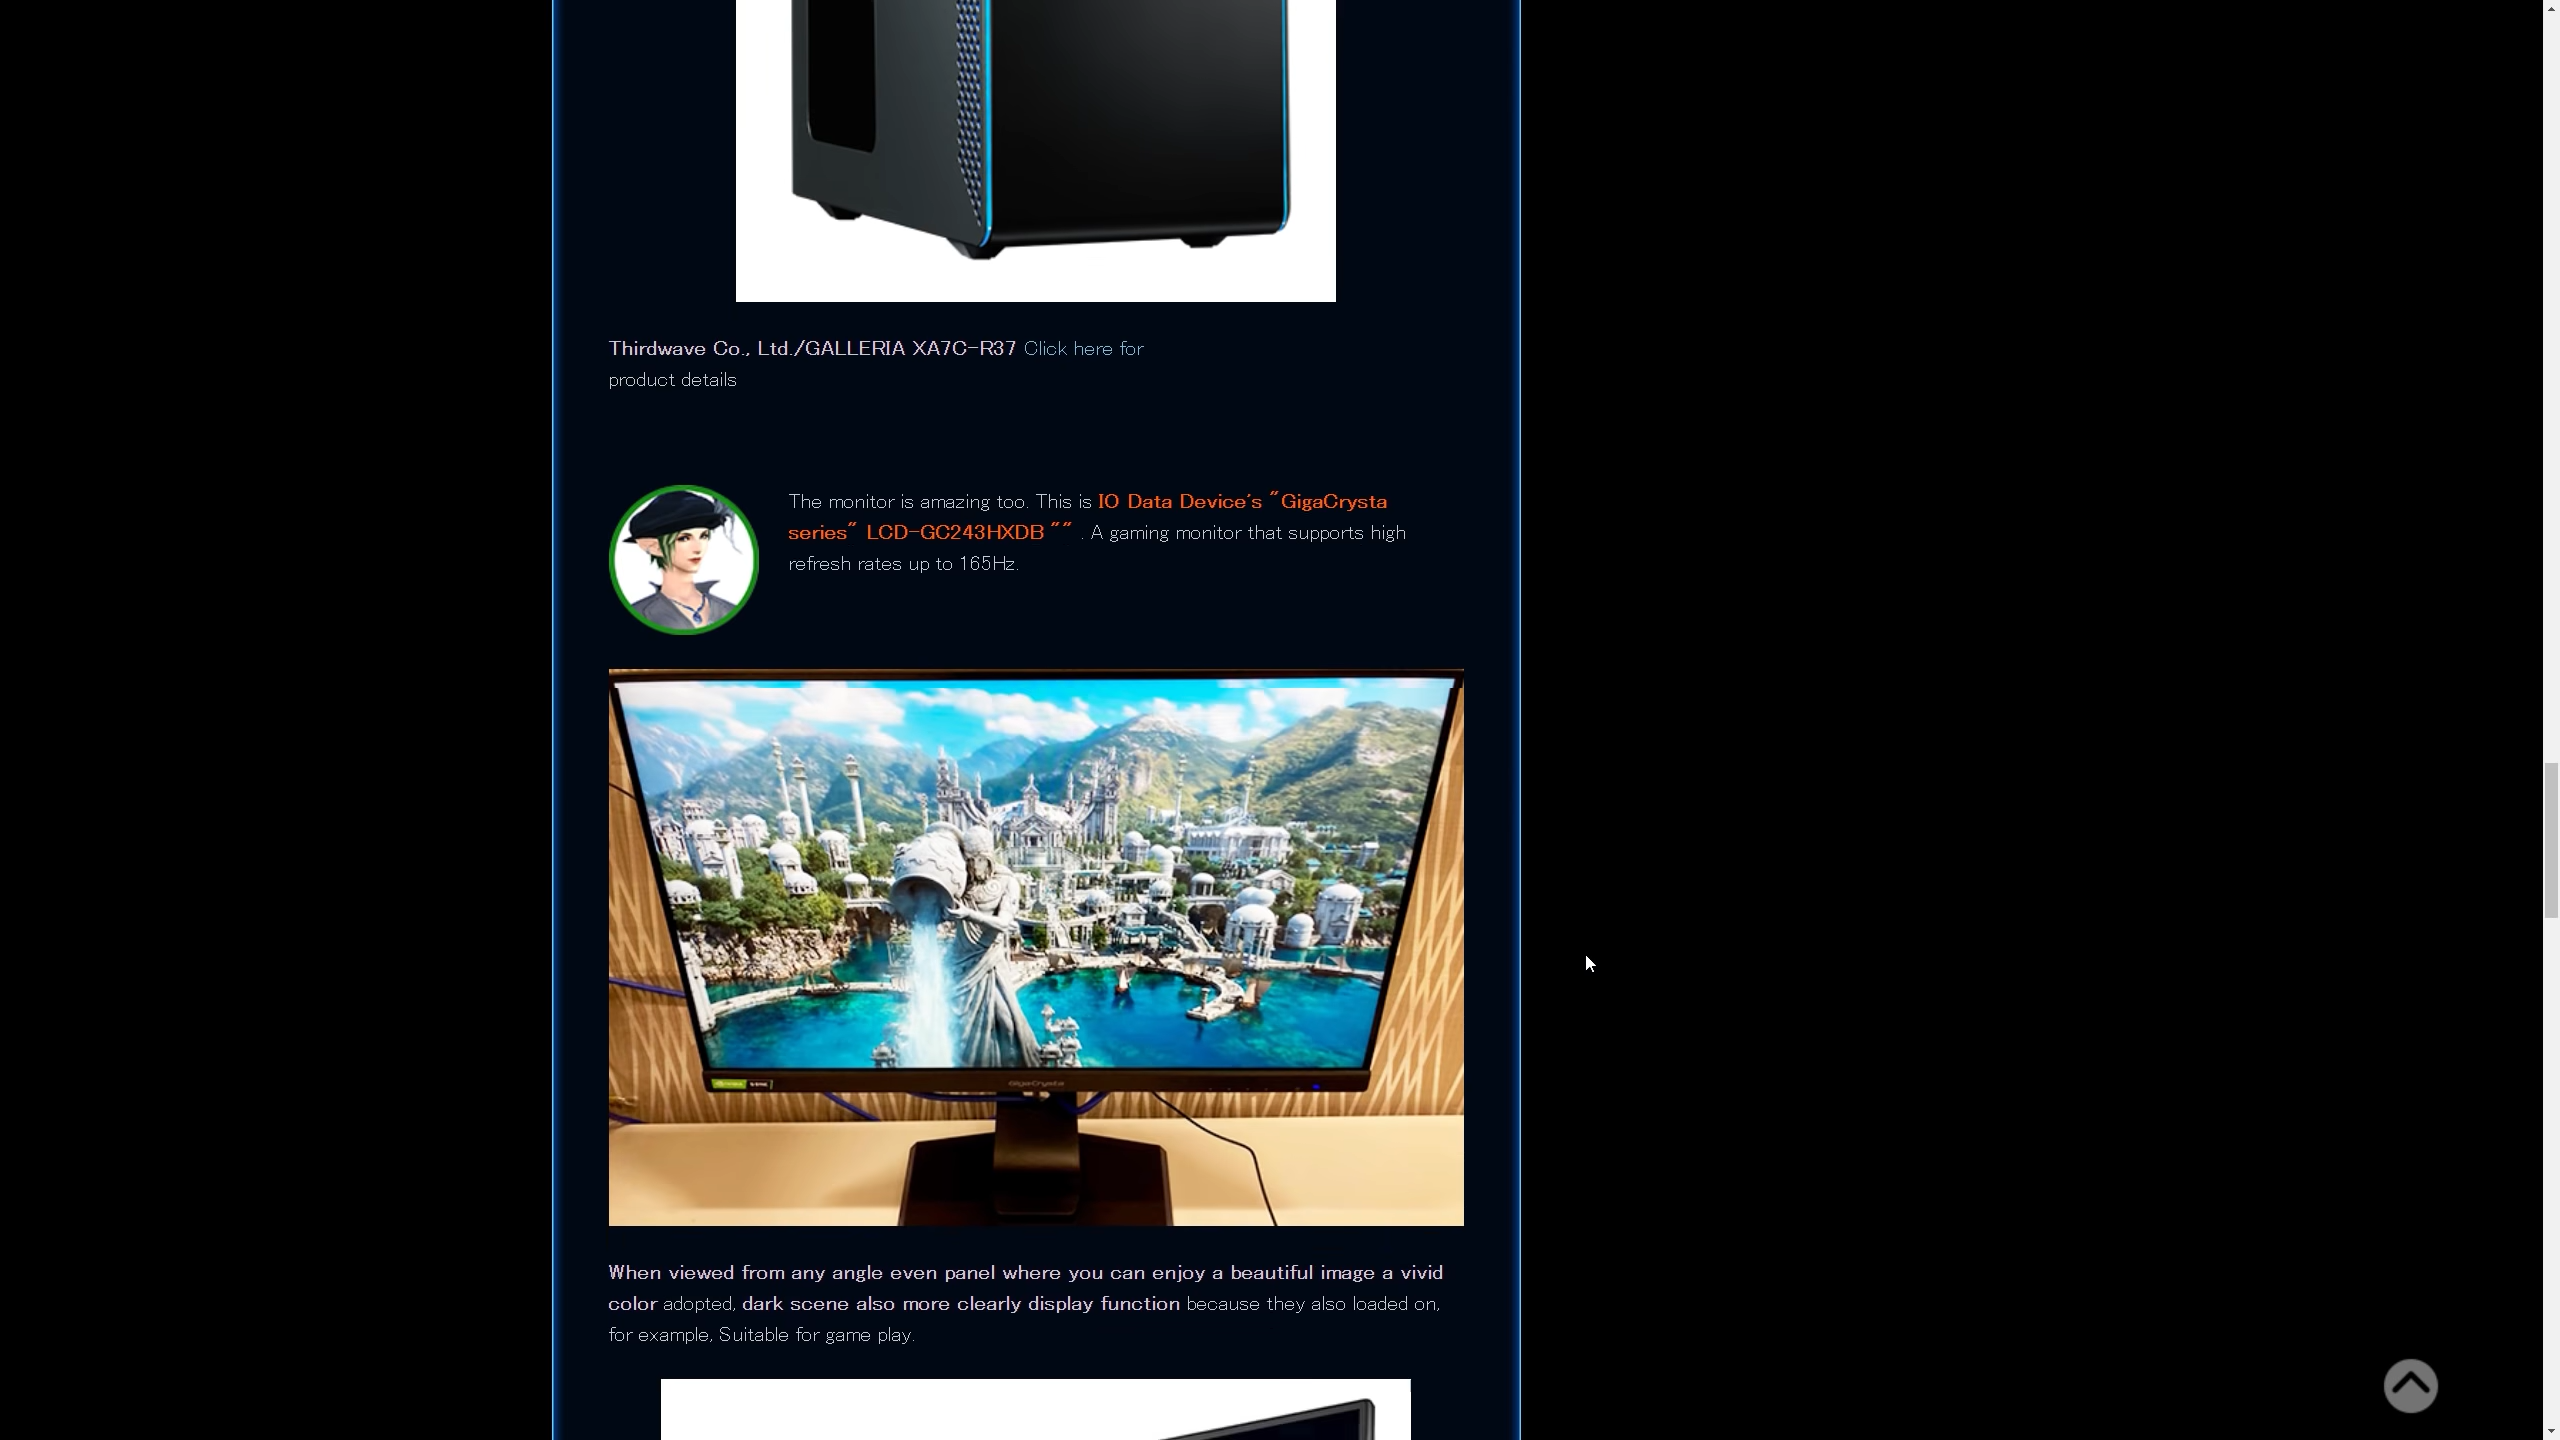 Thirdwave Co., Ltd./GALLERIA XA7C-R37 Click here for
product details
The monitor is amazing too. This is IO Data Device's "GigaCrysta
series" LCD-GC243HXDB "" . A gaming monitor that supports high
refresh rates up to 165Hz.
GigaCrysta
When viewed from any angle even panel where you can enjoy a beautiful image a vivid
color adopted, dark scene also more clearly display function because they also loaded on,
for example, Suitable for game play.